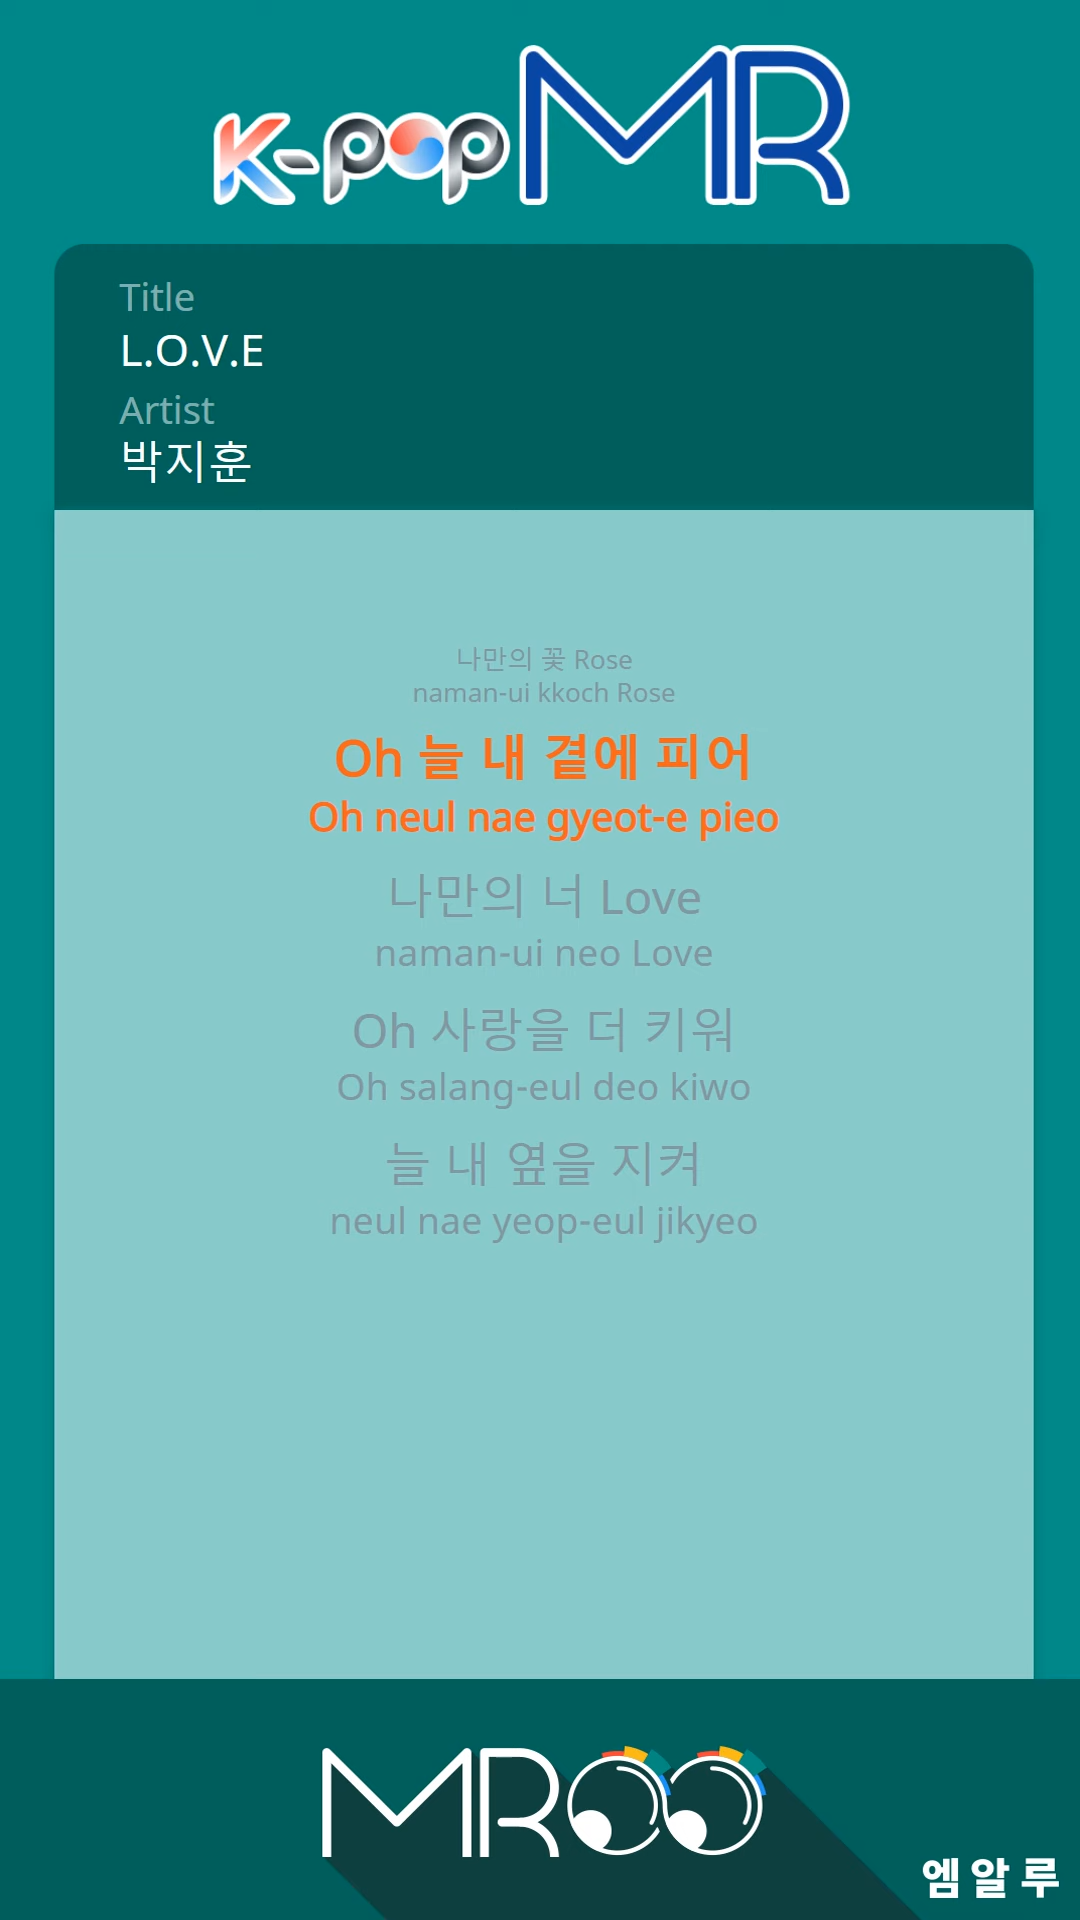 K-pop MR
Title
L.O.V.E
Artist
박지훈
나만의 꽃 Rose
naman-ui kkoch Rose
Oh 늘 내 곁에 피어
Oh neul nae gyeot-e pieo
나만의 너 Love
naman-ui neo Love
Oh 사랑을 더 키워
Oh salang-eul deo kiwo
늘 내 옆을 지켜
neul nae yeop-eul jikyeo
MROO
엠알루